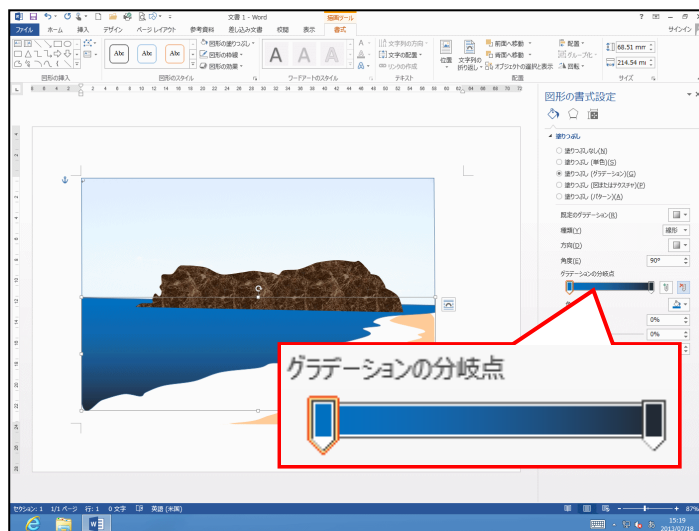 文書 1 - Word
描画ツール
サインイン
ファイル ホーム 挿入 デザイン ページ レイアウト 参考資料 差し込み文書 校閲 表示 書式
図形の塗りつぶし
図形の枠線
図形の効果
Abc Abc Abc
A A A
文字列の方向
文字の配置
リンクの作成
位置 文字列の折り返し
前面へ移動
背面へ移動
オブジェクトの選択と表示
配置
グループ化
回転
68.51 mm
214.54 mm
図形の挿入 図形のスタイル ワードアートのスタイル テキスト 配置 サイズ
図形の書式設定
塗りつぶし
塗りつぶしなし(N)
塗りつぶし (単色)(S)
塗りつぶし (グラデーション)(G)
塗りつぶし (図またはテクスチャ)(P)
塗りつぶし (パターン)(A)
既定のグラデーション(R)
種類(Y) 線形
方向(D)
角度(E) 90°
グラデーションの分岐点
0%
0%
グラデーションの分岐点
セクション: 1 1/1 ページ 行: 1 0 文字 英語 (米国)
87%
15:19
2013/07/18